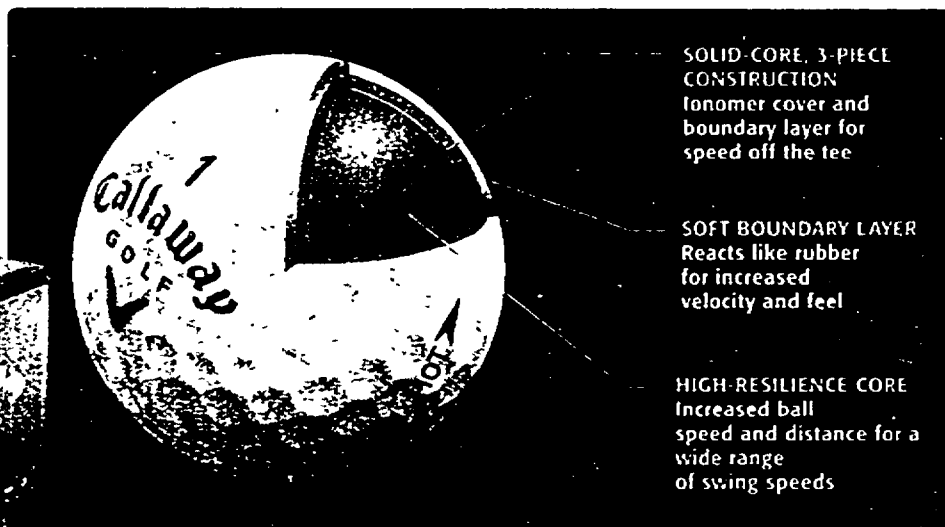 1
Callaway
GOLF
SOLID-CORE, 3-PIECE
CONSTRUCTION
Ionomer cover and
boundary layer for
speed off the tee
SOFT BOUNDARY LAYER
Reacts like rubber
for increased
velocity and feel
HIGH-RESILIENCE CORE
Increased ball
speed and distance for a
wide range
of swing speeds